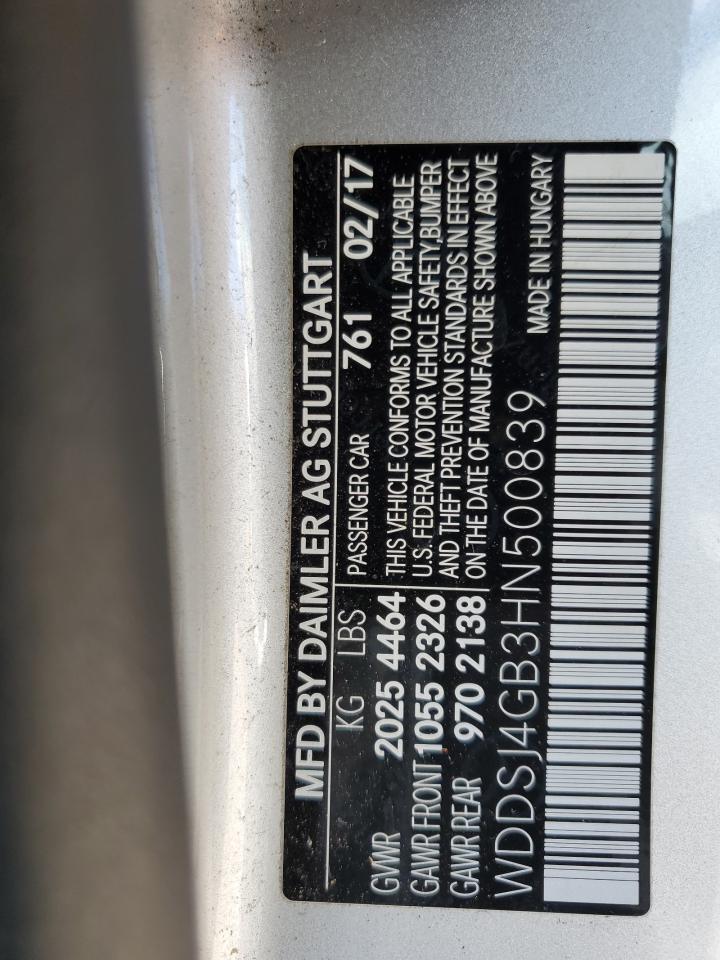 MFD BY DAIMLER AG STUTTGART
KG LBS
GVWR 2025 4464
GAWR FRONT 1055 2326
GAWR REAR 970 2138
PASSENGER CAR 761 02/17
THIS VEHICLE CONFORMS TO ALL APPLICABLE
U.S. FEDERAL MOTOR VEHICLE SAFETY,BUMPER
AND THEFT PREVENTION STANDARDS IN EFFECT
ON THE DATE OF MANUFACTURE SHOWN ABOVE
WDDSJ4GB3HN500839
MADE IN HUNGARY